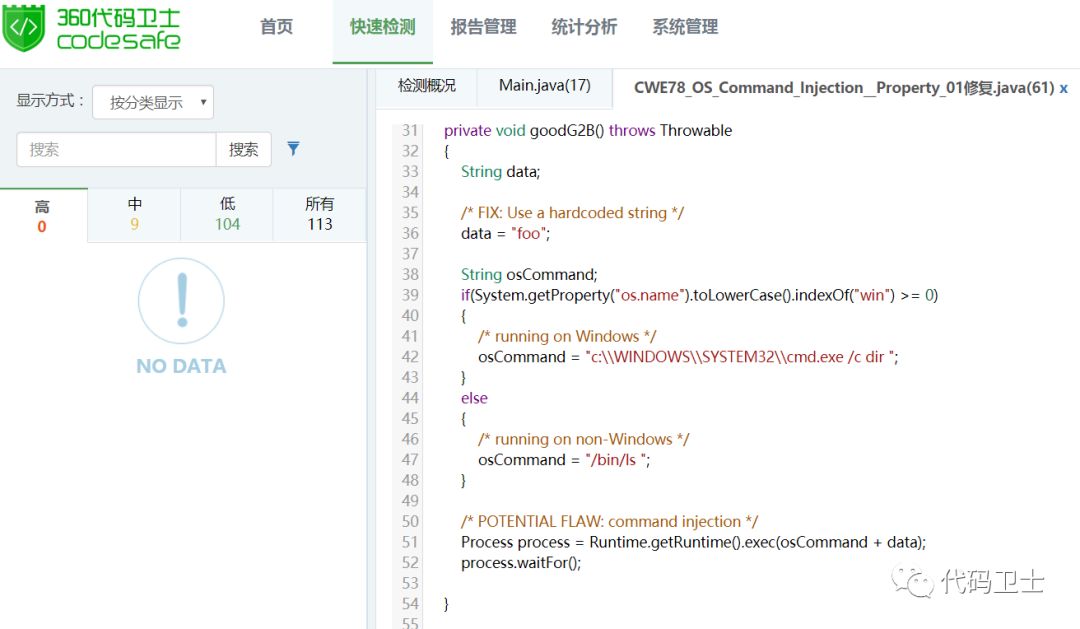 360代码卫士
codesafe
首页
快速检测
报告管理
统计分析
系统管理
显示方式：
按分类显示
搜索
搜索
高
0
中
9
低
104
所有
113
NO DATA
检测概况
Main.java(17)
CWE78_OS_Command_Injection__Property_01修复.java(61) x
31 private void goodG2B() throws Throwable
32 {
33 String data;
34
35 /* FIX: Use a hardcoded string */
36 data = "foo";
37
38 String osCommand;
39 if(System.getProperty("os.name").toLowerCase().indexOf("win") >= 0)
40 {
41 /* running on Windows */
42 osCommand = "c:\\WINDOWS\\SYSTEM32\\cmd.exe /c dir ";
43 }
44 else
45 {
46 /* running on non-Windows */
47 osCommand = "/bin/ls ";
48 }
49
50 /* POTENTIAL FLAW: command injection */
51 Process process = Runtime.getRuntime().exec(osCommand + data);
52 process.waitFor();
53
54 }
55
代码卫士